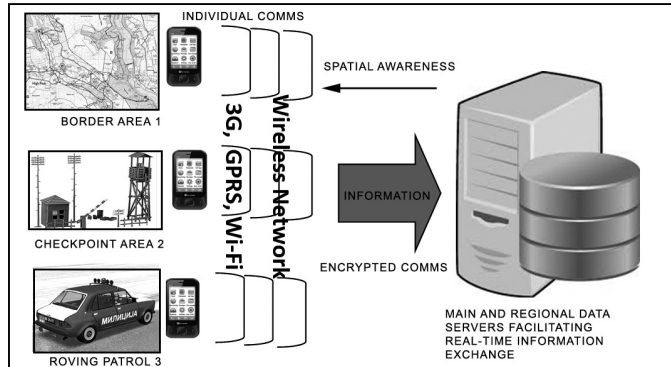 INDIVIDUAL COMMS
BORDER AREA 1
SPATIAL AWARENESS
3G, GPRS, Wi-Fi
Wireless Network
INFORMATION
CHECKPOINT AREA 2
ENCRYPTED COMMS
МИЛИЦИЈА
ROVING PATROL 3
MAIN AND REGIONAL DATA
SERVERS FACILITATING
REAL-TIME INFORMATION
EXCHANGE